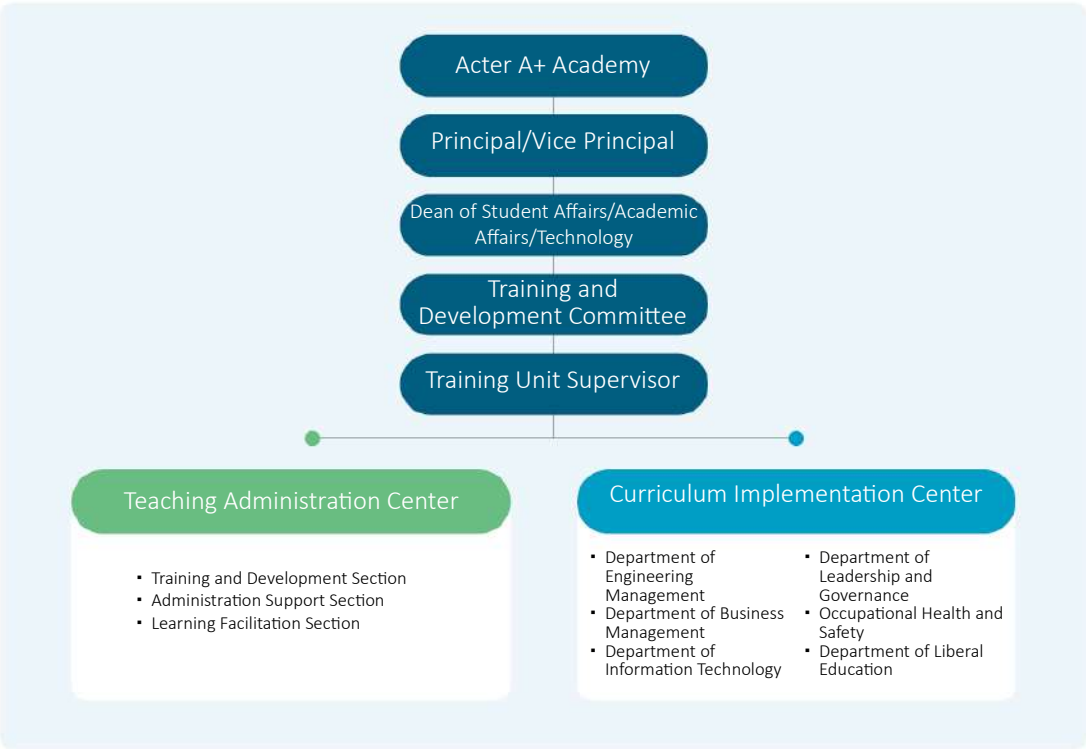 Acter A+ Academy
Principal/Vice Principal
Dean of Student Affairs/Academic
Affairs/Technology
Training and
Development Committee
Training Unit Supervisor
Teaching Administration Center
▪ Training and Development Section
▪ Administration Support Section
▪ Learning Facilitation Section
Curriculum Implementation Center
▪ Department of
Engineering
Management
▪ Department of Business
Management
▪ Department of
Information Technology
▪ Department of
Leadership and
Governance
▪ Occupational Health and
Safety
▪ Department of Liberal
Education